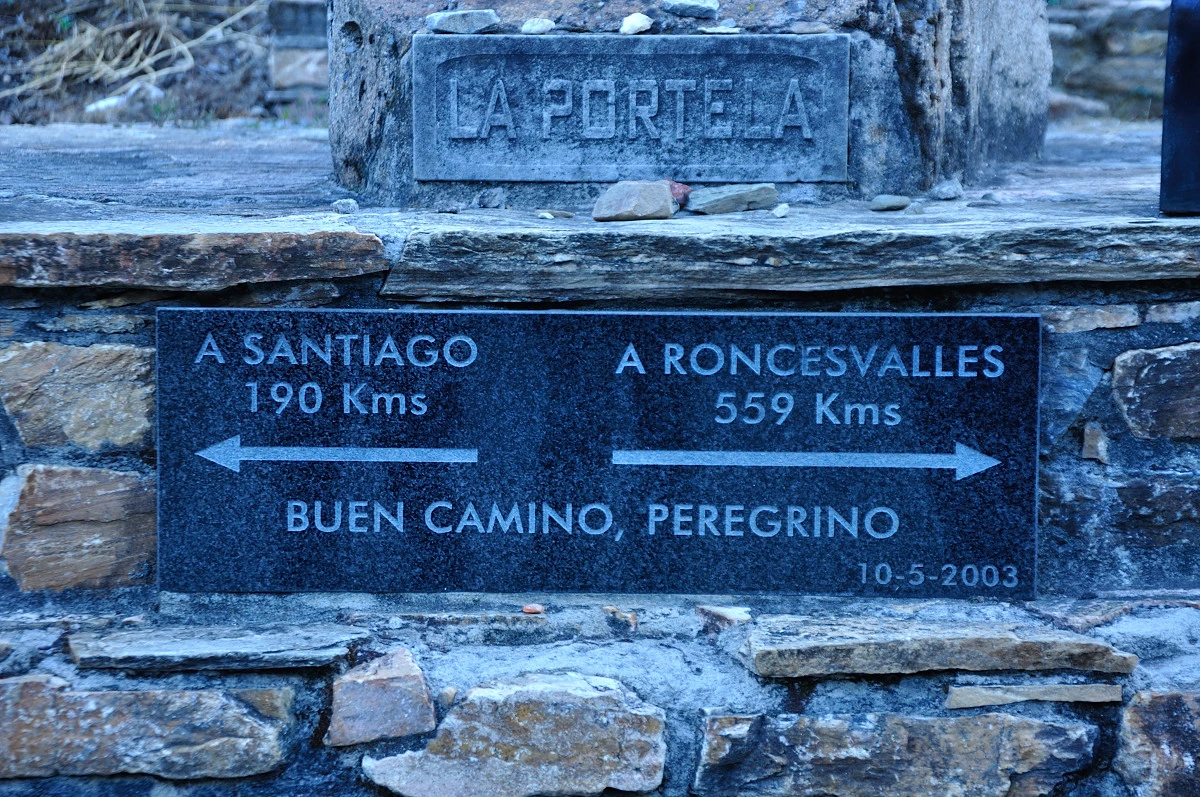 LA PORTELA
A SANTIAGO
190 Kms
A RONCESVALLES
559 Kms
BUEN CAMINO, PEREGRINO
10-5-2003